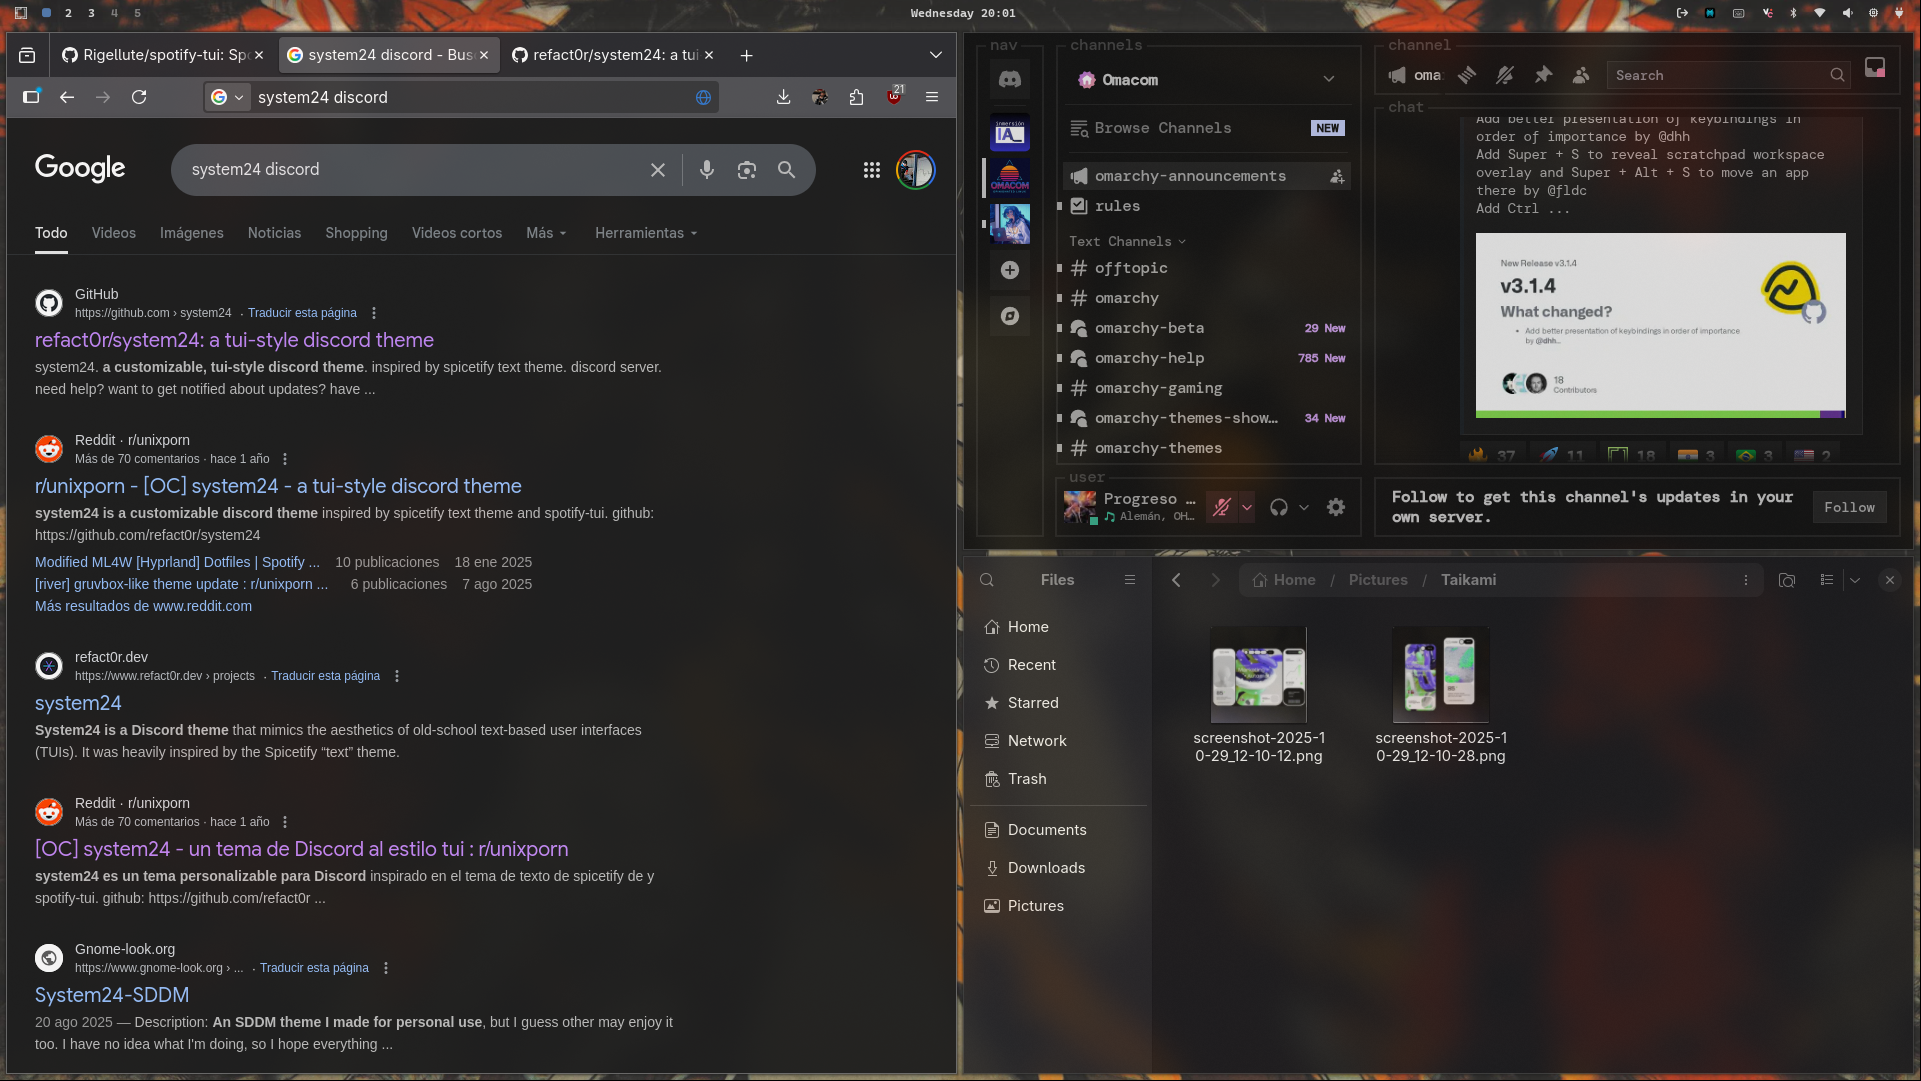 2 3 4 5
Wednesday 20:01
Rigellute/spotify-tui: Spo
system24 discord - Bus
refact0r/system24: a tui
system24 discord
21
Google
system24 discord
Todo
Videos
Imágenes
Noticias
Shopping
Videos cortos
Más
Herramientas
GitHub
https://github.com › system24 · Traducir esta página
refact0r/system24: a tui-style discord theme
system24. a customizable, tui-style discord theme. inspired by spicetify text theme. discord server.
need help? want to get notified about updates? have ...
Reddit · r/unixporn
Más de 70 comentarios · hace 1 año
r/unixporn - [OC] system24 - a tui-style discord theme
system24 is a customizable discord theme inspired by spicetify text theme and spotify-tui. github:
https://github.com/refact0r/system24
Modified ML4W [Hyprland] Dotfiles | Spotify ... 10 publicaciones 18 ene 2025
[river] gruvbox-like theme update : r/unixporn ... 6 publicaciones 7 ago 2025
Más resultados de www.reddit.com
refact0r.dev
https://www.refact0r.dev › projects · Traducir esta página
system24
System24 is a Discord theme that mimics the aesthetics of old-school text-based user interfaces
(TUIs). It was heavily inspired by the Spicetify “text” theme.
Reddit · r/unixporn
Más de 70 comentarios · hace 1 año
[OC] system24 - un tema de Discord al estilo tui : r/unixporn
system24 es un tema personalizable para Discord inspirado en el tema de texto de spicetify de y
spotify-tui. github: https://github.com/refact0r ...
Gnome-look.org
https://www.gnome-look.org › ... · Traducir esta página
System24-SDDM
20 ago 2025 — Description: An SDDM theme I made for personal use, but I guess other may enjoy it
too. I have no idea what I'm doing, so I hope everything ...
nav
inmersión
IA_
OMACOM
channels
Omacom
Browse Channels
NEW
omarchy-announcements
rules
Text Channels
offtopic
omarchy
omarchy-beta
29 New
omarchy-help
785 New
omarchy-gaming
omarchy-themes-show…
34 New
omarchy-themes
user
Progreso …
Alemán, OH…
channel
oma
Search
chat
Add better presentation of keybindings in
order of importance by @dhh
Add Super + S to reveal scratchpad workspace
overlay and Super + Alt + S to move an app
there by @fldc
Add Ctrl ...
New Release v3.1.4
v3.1.4
What changed?
Add better presentation of keybindings in order of importance
by @dhh...
18
Contributors
37
11
18
3
3
2
Follow to get this channel's updates in your
own server.
Follow
Files
Home / Pictures / Taikami
Home
Recent
Starred
Network
Trash
Documents
Downloads
Pictures
screenshot-2025-1
0-29_12-10-12.png
screenshot-2025-1
0-29_12-10-28.png